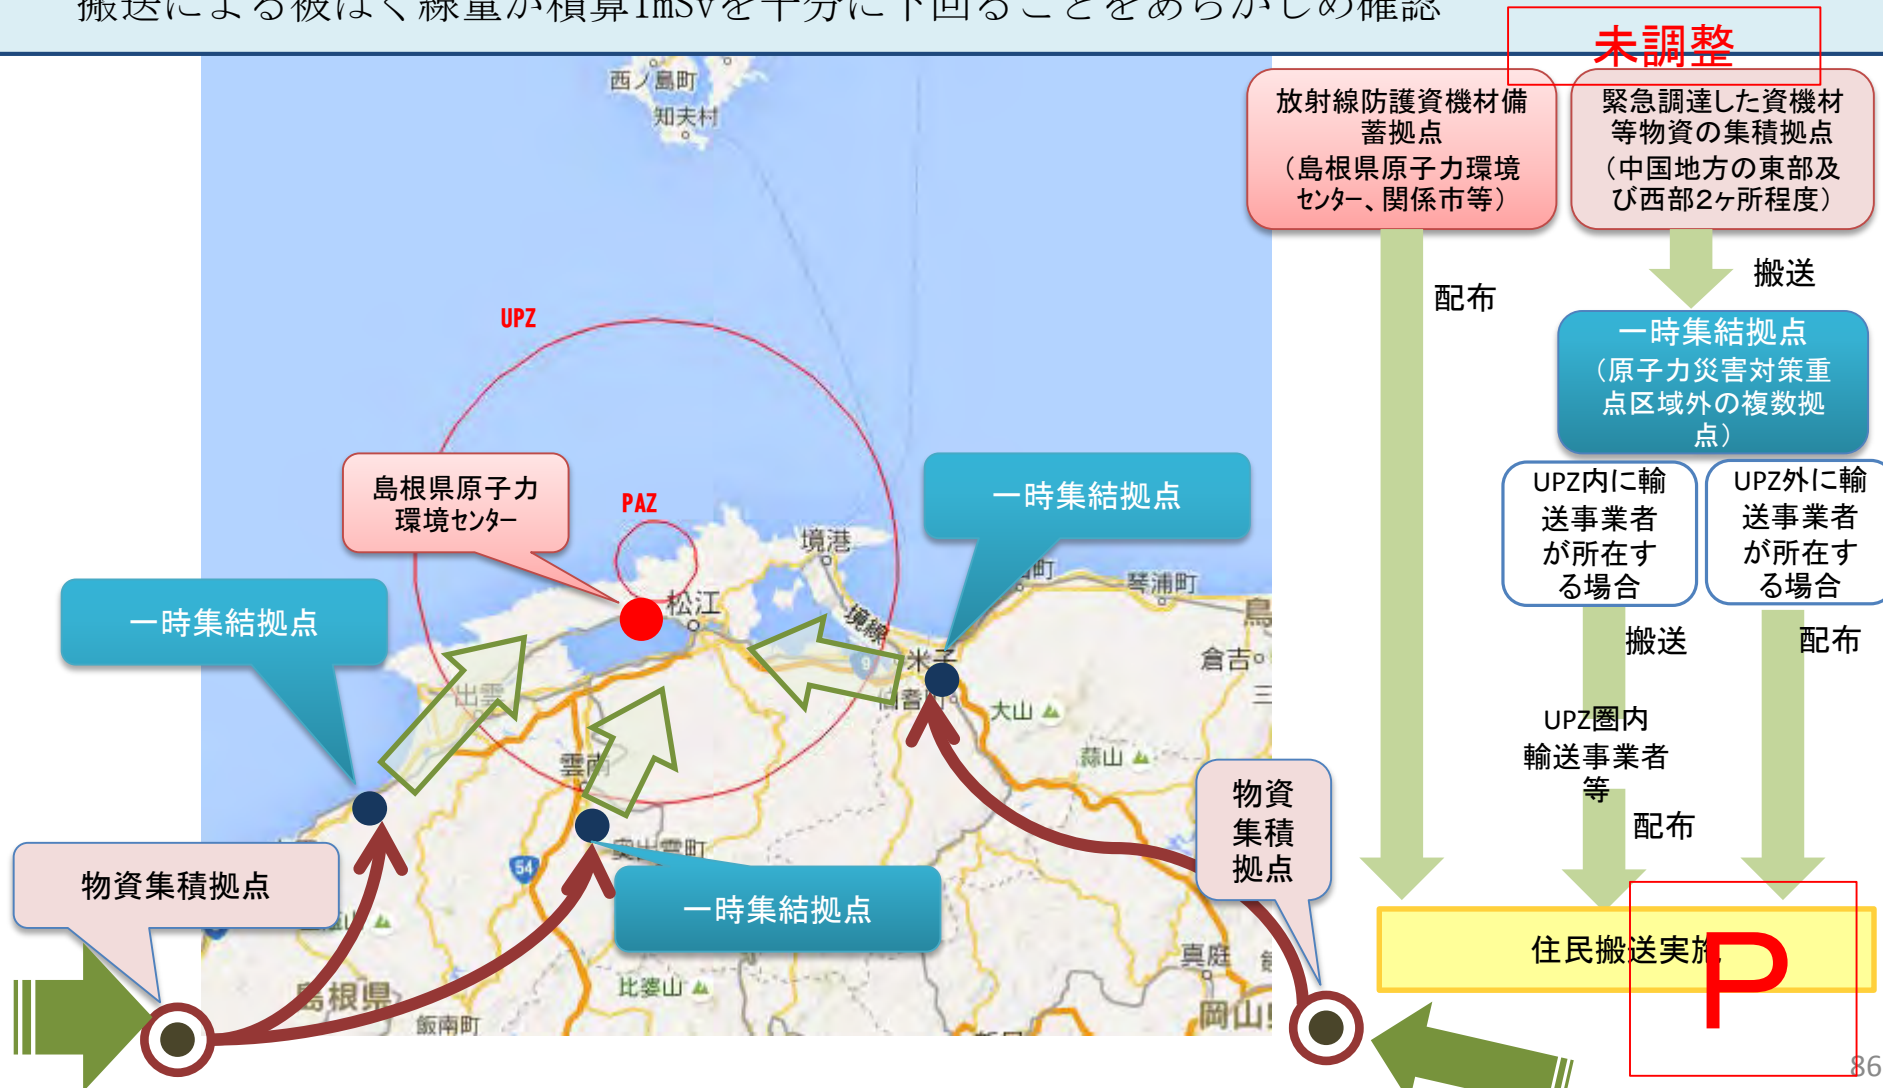 搬送による被ばく線量が積算1mSvを十分に下回ることをあらかじめ確認
未調整
放射線防護資機材備
蓄拠点
（島根県原子力環境
センター、関係市等）
緊急調達した資機材
等物資の集積拠点
（中国地方の東部及
び西部2ヶ所程度）
配布
搬送
一時集結拠点
（原子力災害対策重
点区域外の複数拠
点）
UPZ内に輸
送事業者
が所在す
る場合
UPZ外に輸
送事業者
が所在す
る場合
搬送
配布
UPZ圏内
輸送事業者
等
配布
住民搬送実施
P
西ノ島町
知夫村
UPZ
PAZ
島根県原子力
環境センター
一時集結拠点
一時集結拠点
境港
琴浦町
松江
境線
9
米子
倉吉
出雲
大山
蒜山
雲南
物資
集積
拠点
奥出雲町
54
物資集積拠点
一時集結拠点
真庭
島根県
比婆山
飯南町
岡山
86